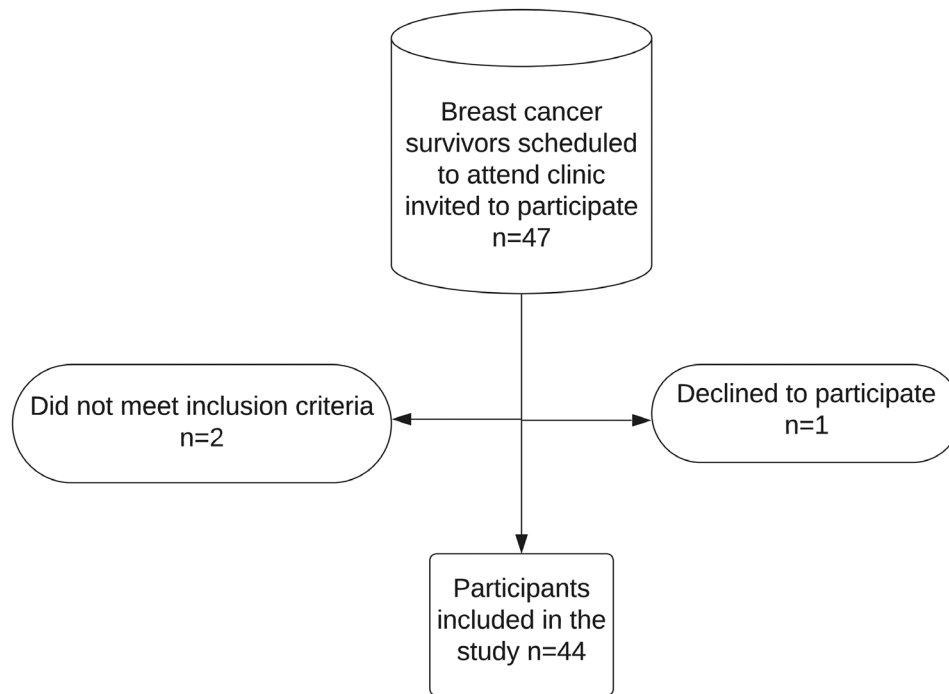 Breast cancer
survivors scheduled
to attend clinic
invited to participate
n=47
Did not meet inclusion criteria
n=2
Declined to participate
n=1
Participants
included in the
study n=44